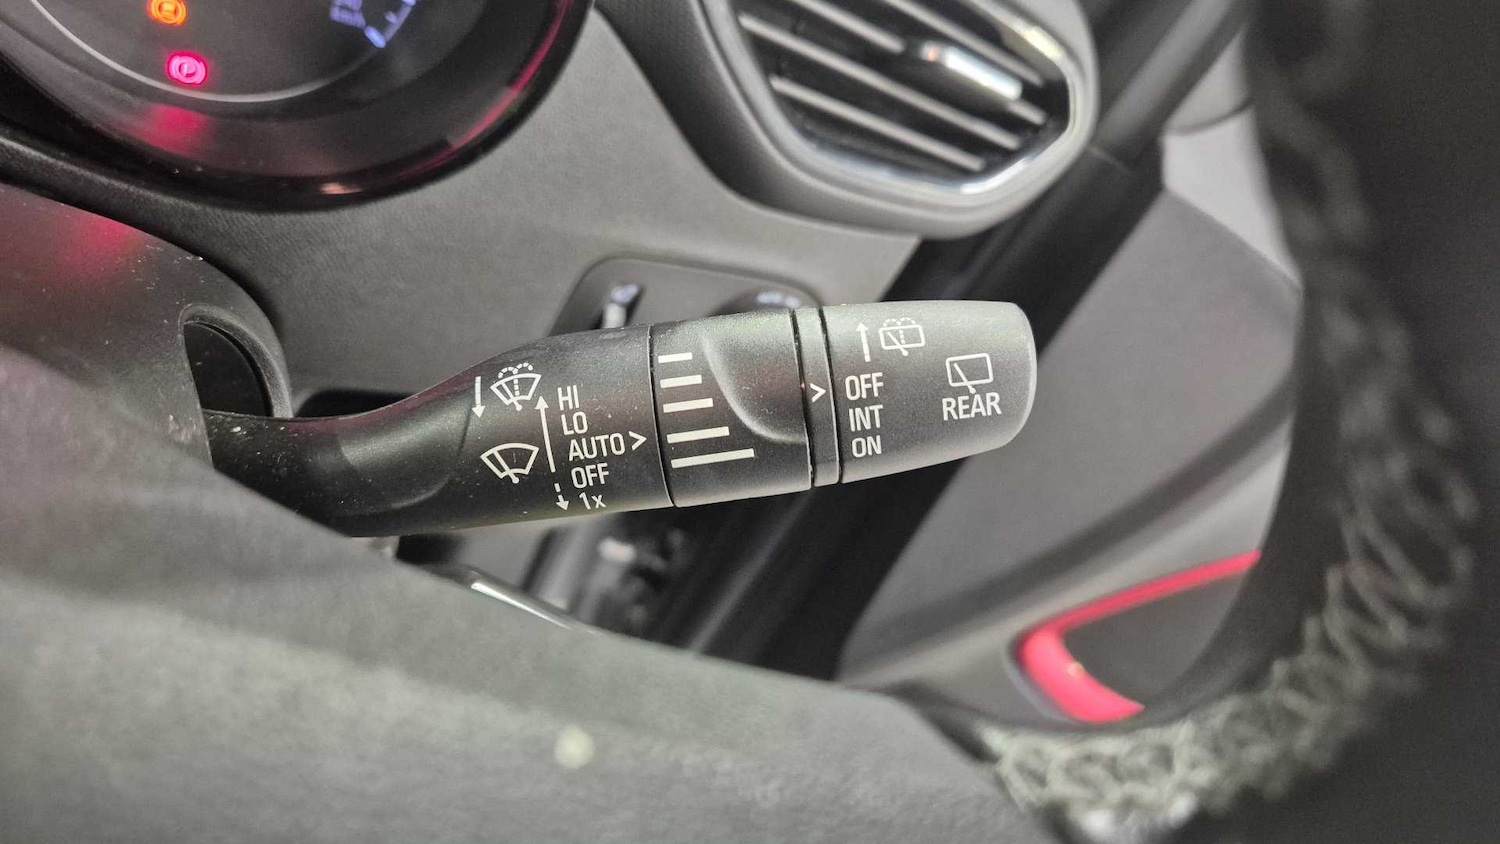 HI
LO
AUTO >
OFF
1x
>
OFF
INT
ON
REAR